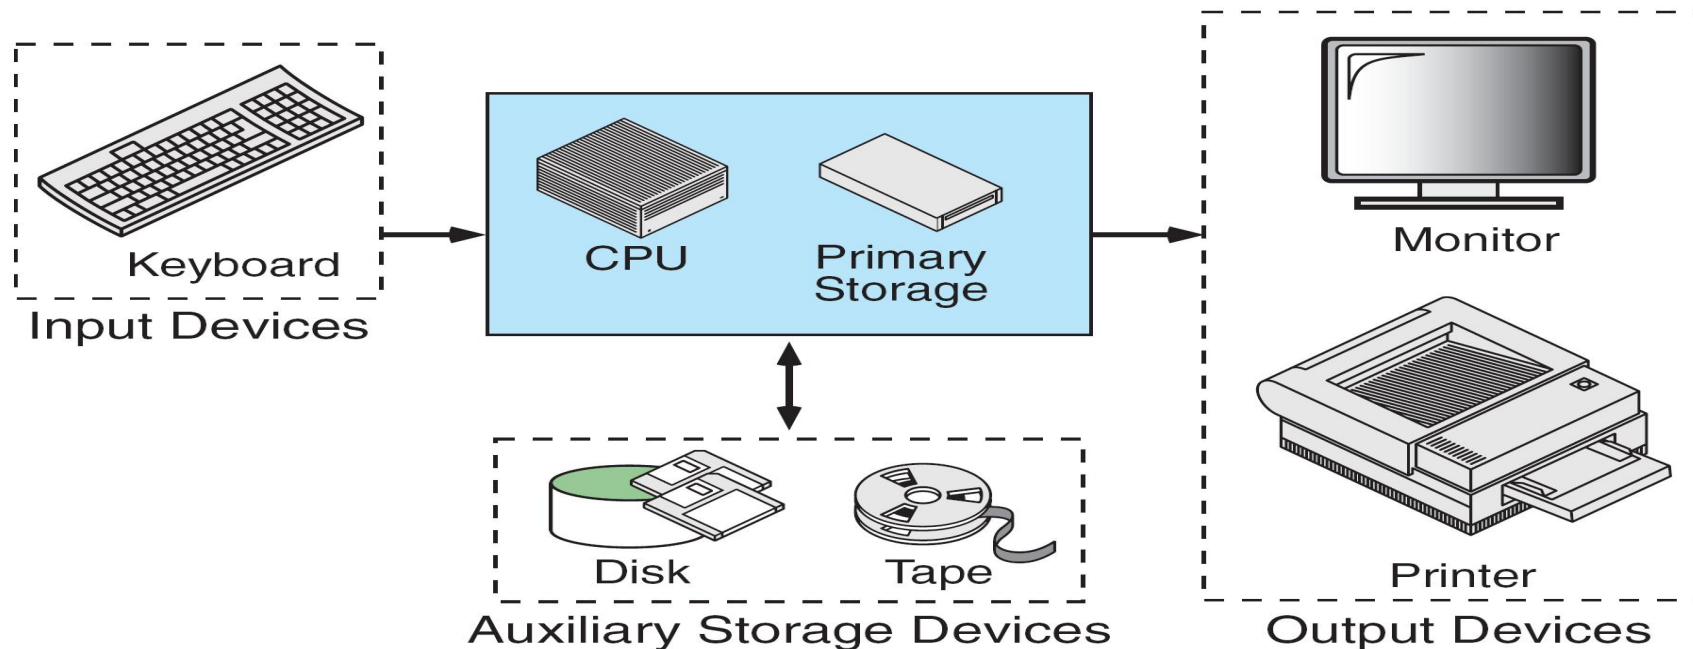 Keyboard
Input Devices
CPU
Primary
Storage
Disk
Tape
Auxiliary Storage Devices
Monitor
Printer
Output Devices